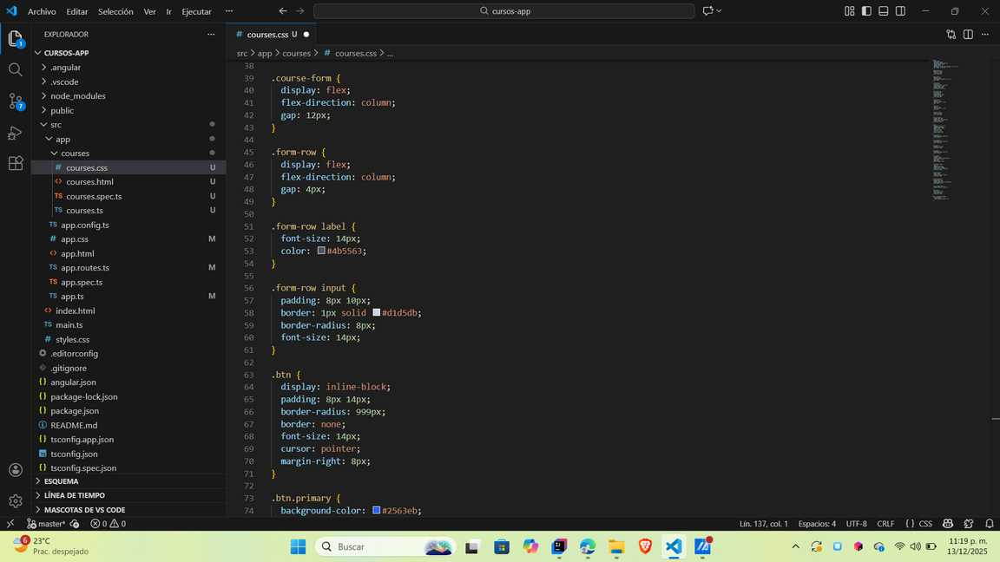 Archivo Editar Selección Ver Ir Ejecutar ··· cursos-app
EXPLORADOR ···
courses.css U
src > app > courses > # courses.css > ...
CURSOS-APP
.angular
.vscode
node_modules
public
src
app
courses
# courses.css U
<> courses.html U
TS courses.spec.ts U
TS courses.ts U
TS app.config.ts
# app.css M
<> app.html
TS app.routes.ts M
TS app.spec.ts
TS app.ts M
<> index.html
TS main.ts
# styles.css
.editorconfig
.gitignore
{} angular.json
{} package-lock.json
{} package.json
README.md
{} tsconfig.app.json
tsconfig.json
{} tsconfig.spec.json
ESQUEMA
LÍNEA DE TIEMPO
MASCOTAS DE VS CODE
1
7
38
39 .course-form {
40 display: flex;
41 flex-direction: column;
42 gap: 12px;
43 }
44
45 .form-row {
46 display: flex;
47 flex-direction: column;
48 gap: 4px;
49 }
50
51 .form-row label {
52 font-size: 14px;
53 color: #4b5563;
54 }
55
56 .form-row input {
57 padding: 8px 10px;
58 border: 1px solid #d1d5db;
59 border-radius: 8px;
60 font-size: 14px;
61 }
62
63 .btn {
64 display: inline-block;
65 padding: 8px 14px;
66 border-radius: 999px;
67 border: none;
68 font-size: 14px;
69 cursor: pointer;
70 margin-right: 8px;
71 }
72
73 .btn.primary {
74 background-color: #2563eb;
master* 0 0 Lín. 137, col. 1 Espacios: 4 UTF-8 CRLF {} CSS
6
23°C
Prac. despejado
Buscar
11:19 p. m.
13/12/2025